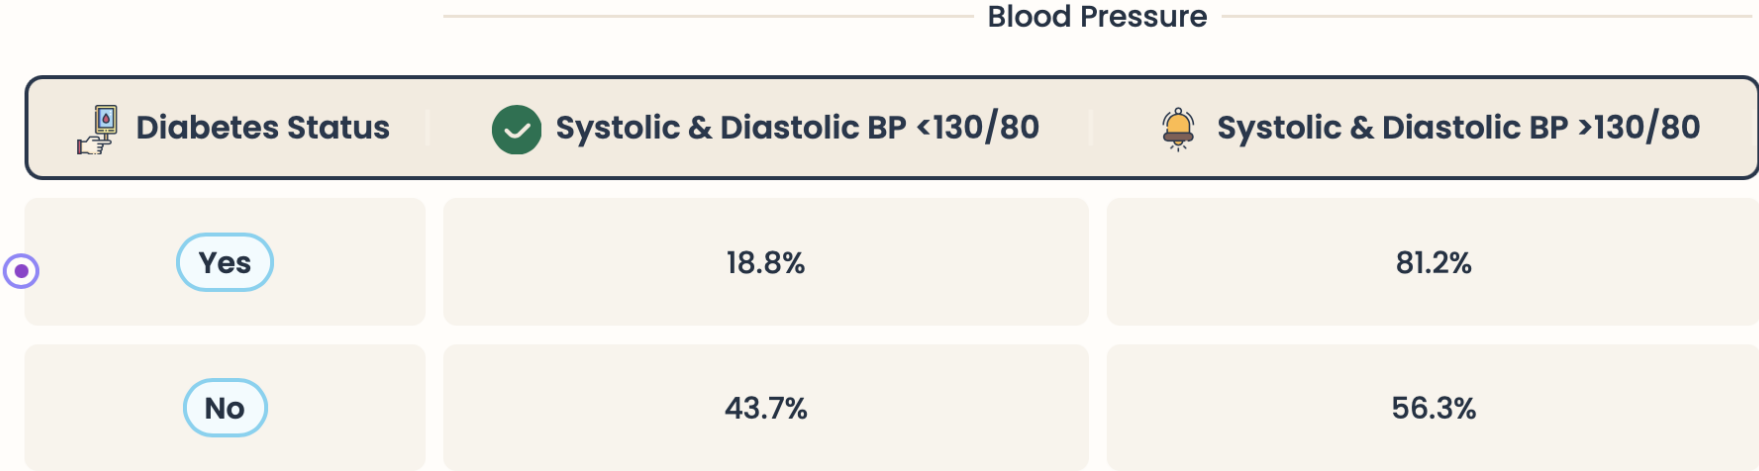 Blood Pressure
Diabetes Status Systolic & Diastolic BP <130/80 Systolic & Diastolic BP >130/80
Yes 18.8% 81.2%
No 43.7% 56.3%